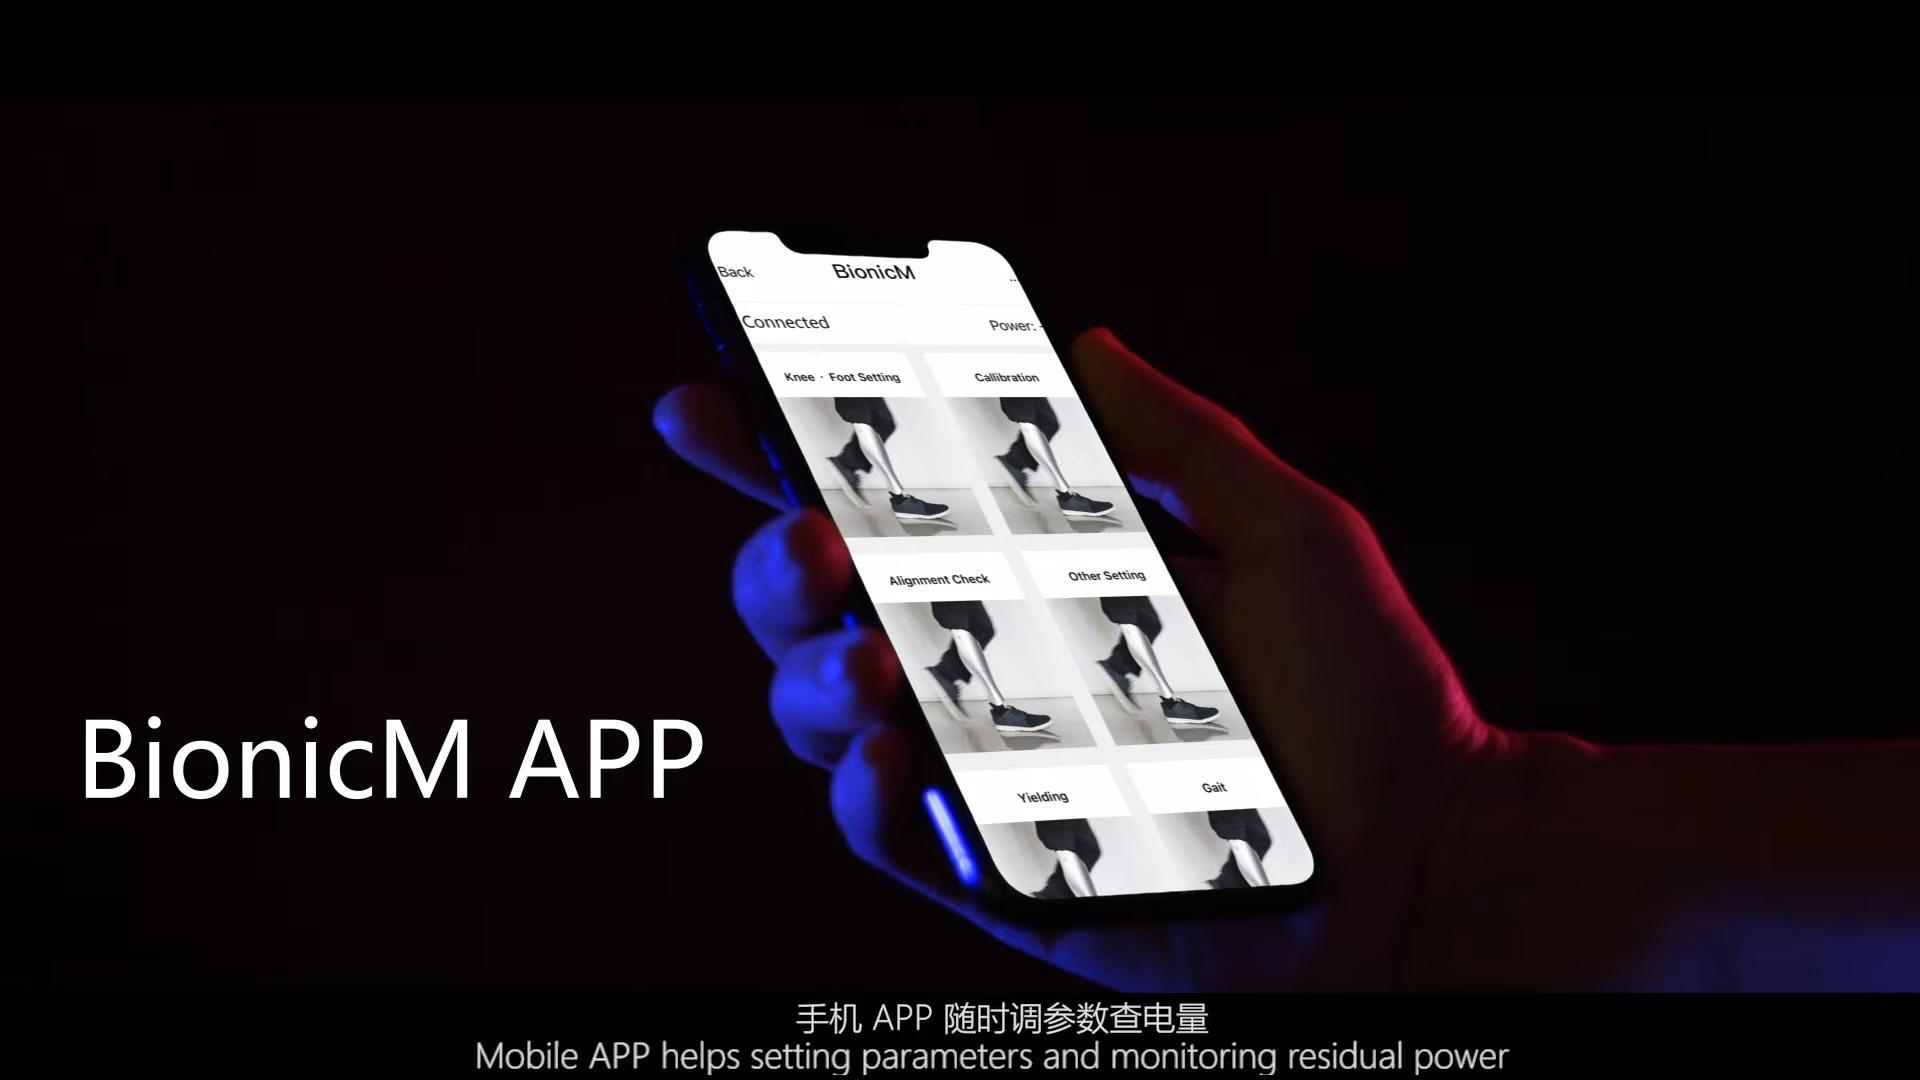 Back
BionicM
...
Connected
Power: -
Knee · Foot Setting
Callibration
Alignment Check
Other Setting
Yielding
Gait
BionicM APP
手机 APP 随时调参数查电量
Mobile APP helps setting parameters and monitoring residual power